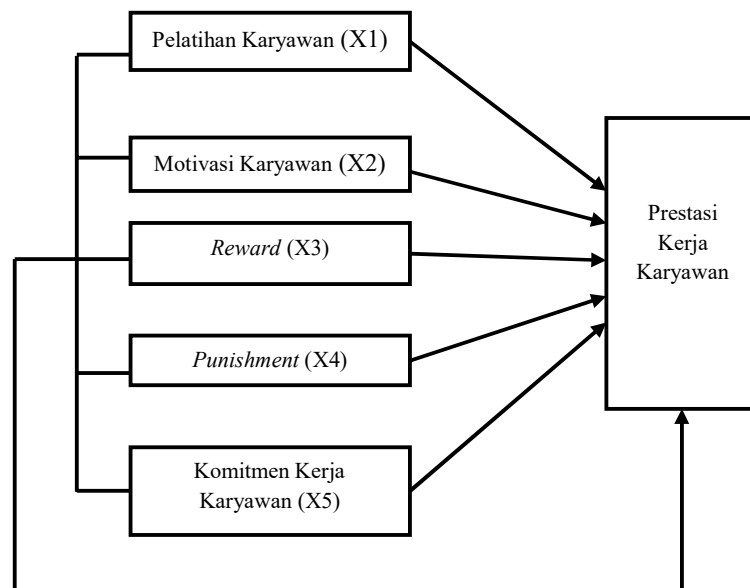 Pelatihan Karyawan (X1)
Motivasi Karyawan (X2)
Reward (X3)
Punishment (X4)
Komitmen Kerja
Karyawan (X5)
Prestasi
Kerja
Karyawan